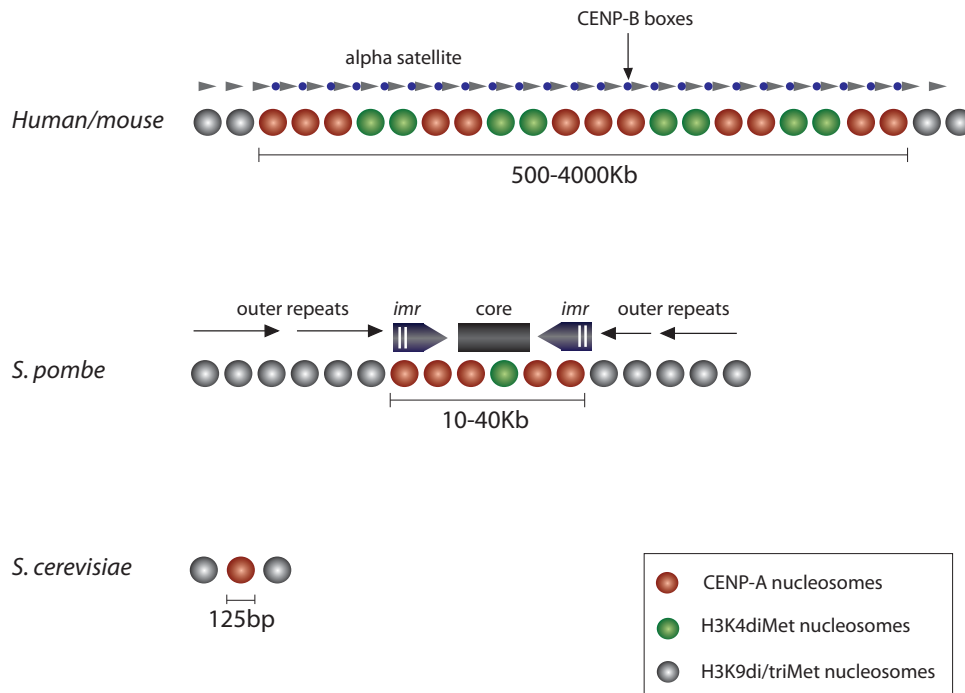 CENP-B boxes
alpha satellite
Human/mouse
500-4000Kb
outer repeats imr core imr outer repeats
S. pombe
10-40Kb
S. cerevisiae
125bp
CENP-A nucleosomes
H3K4diMet nucleosomes
H3K9di/triMet nucleosomes